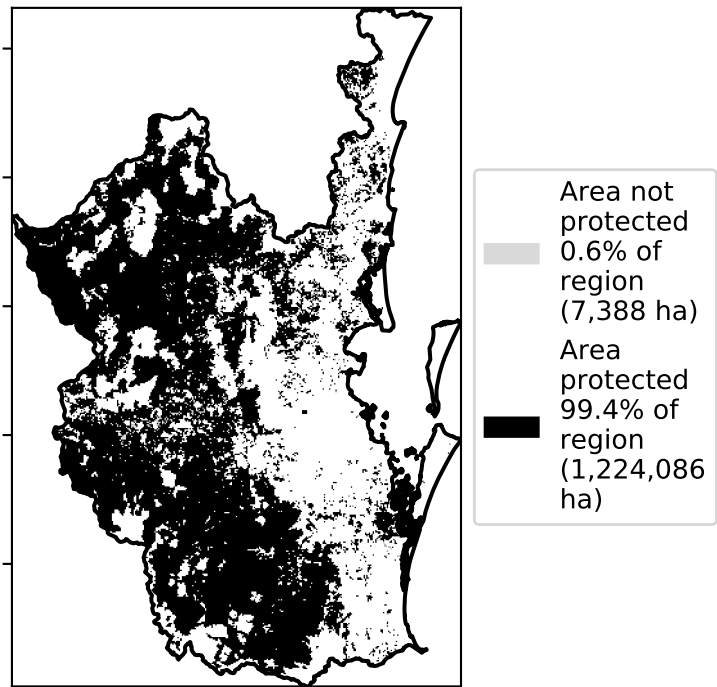 Area not
protected
0.6% of
region
(7,388 ha)
Area
protected
99.4% of
region
(1,224,086
ha)